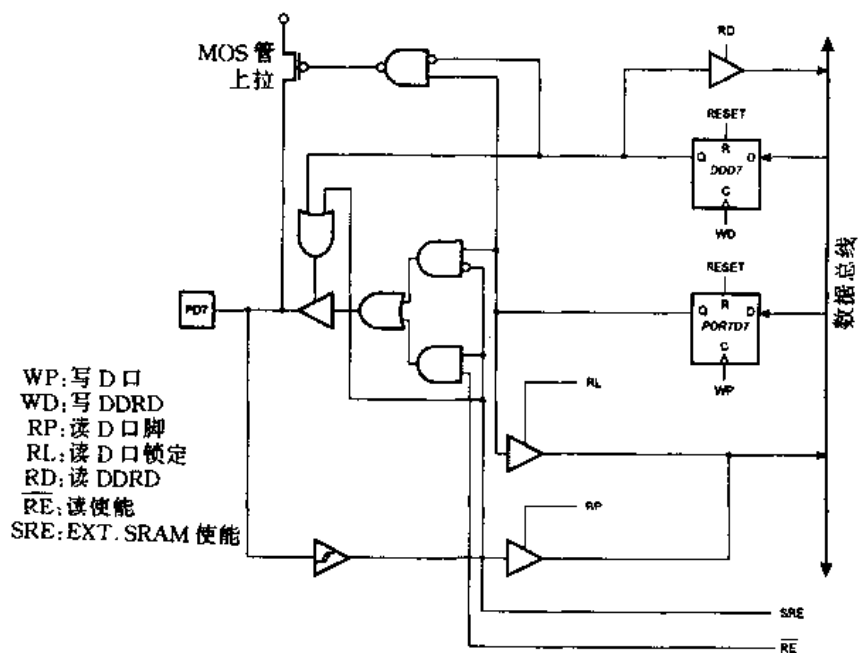 MOS 管
上拉
RD
RESET
Q
R
D
DDD7
C
WD
RESET
Q
R
D
PORTD7
C
WP
数据总线
PD7
RL
RP
WP:写 D 口
WD:写 DDRD
RP:读 D 口脚
RL:读 D 口锁定
RD:读 DDRD
R̅E̅:读使能
SRE:EXT. SRAM 使能
SRE
R̅E̅